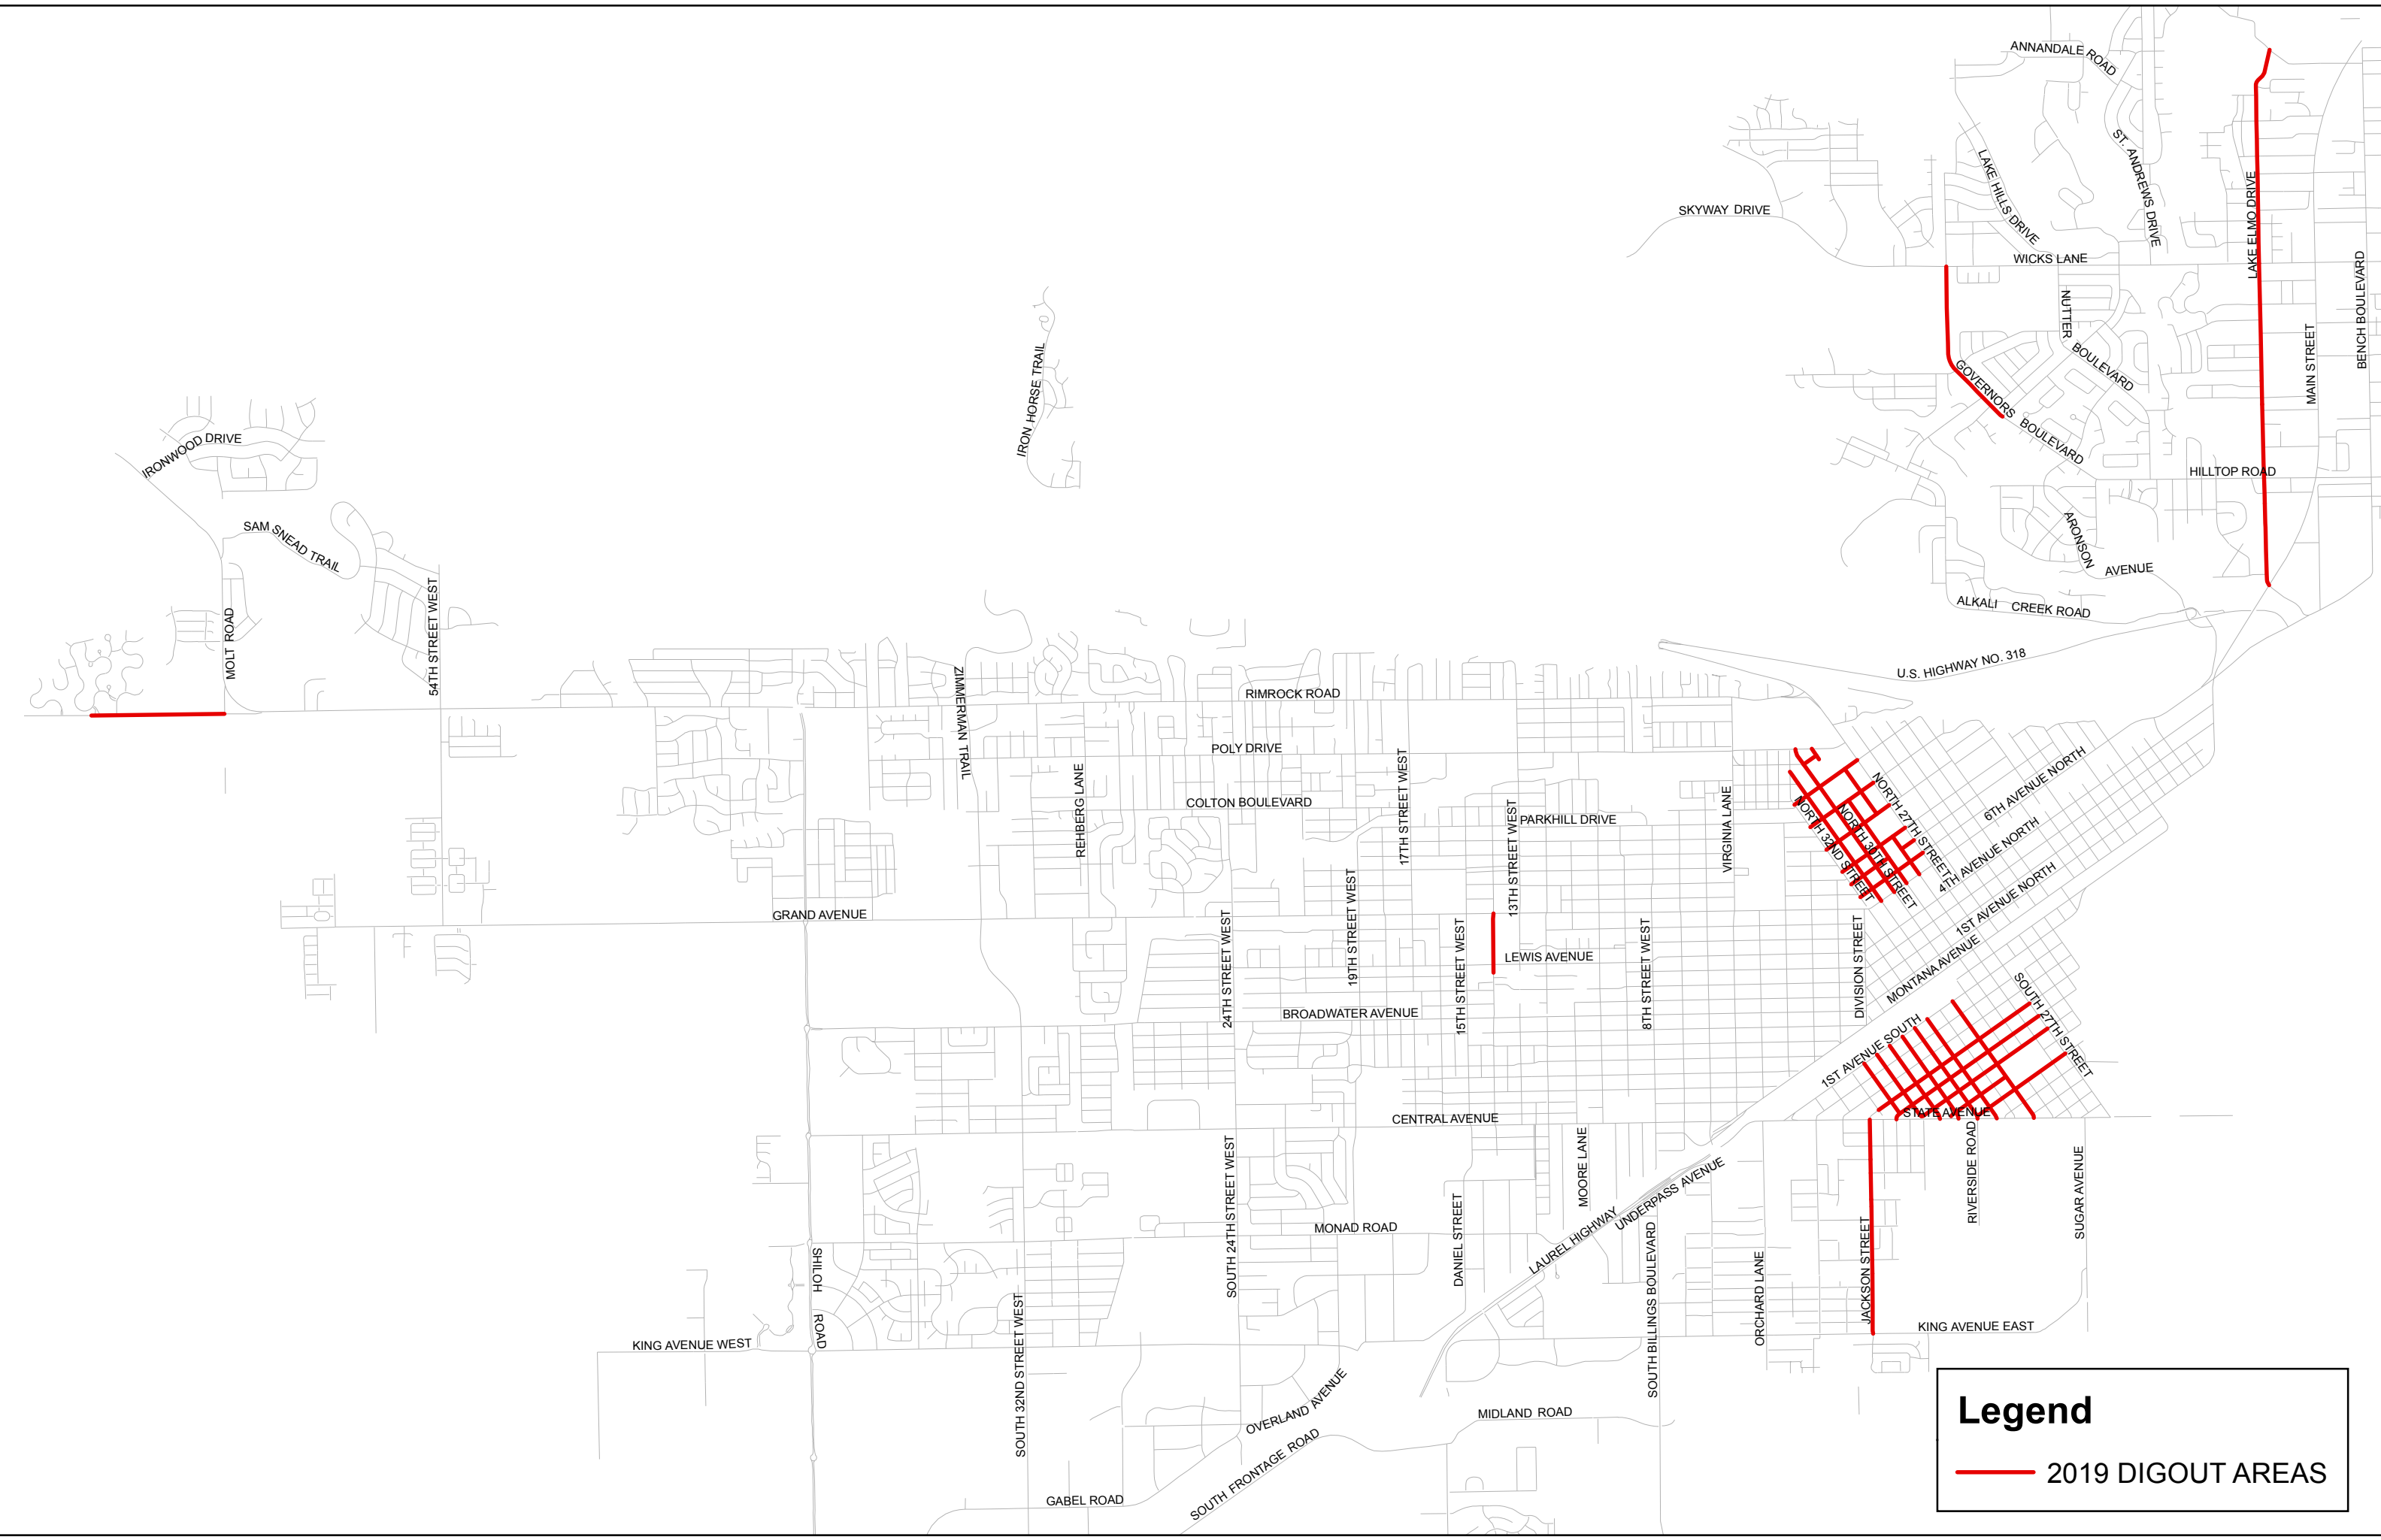 ANNANDALE ROAD
ST. ANDREWS DRIVE
LAKE HILLS DRIVE
LAKE ELMO DRIVE
SKYWAY DRIVE
WICKS LANE
BENCH BOULEVARD
MAIN STREET
NUTTER
BOULEVARD
GOVERNORS
BOULEVARD
IRON HORSE TRAIL
IRONWOOD DRIVE
HILLTOP ROAD
SAM SNEAD TRAIL
ARONSON
AVENUE
ALKALI CREEK ROAD
MOLT ROAD
54TH STREET WEST
U.S. HIGHWAY NO. 318
ZIMMERMAN TRAIL
RIMROCK ROAD
POLY DRIVE
REHBERG LANE
COLTON BOULEVARD
17TH STREET WEST
13TH STREET WEST
PARKHILL DRIVE
VIRGINIA LANE
NORTH 27TH STREET
NORTH 32ND STREET
NORTH 30TH STREET
6TH AVENUE NORTH
4TH AVENUE NORTH
1ST AVENUE NORTH
MONTANA AVENUE
GRAND AVENUE
24TH STREET WEST
19TH STREET WEST
15TH STREET WEST
LEWIS AVENUE
8TH STREET WEST
DIVISION STREET
BROADWATER AVENUE
SOUTH 27TH STREET
1ST AVENUE SOUTH
STATE AVENUE
CENTRAL AVENUE
MOORE LANE
RIVERSIDE ROAD
SUGAR AVENUE
UNDERPASS AVENUE
LAUREL HIGHWAY
SOUTH 24TH STREET WEST
MONAD ROAD
DANIEL STREET
SHILOH
ROAD
SOUTH BILLINGS BOULEVARD
ORCHARD LANE
JACKSON STREET
KING AVENUE EAST
KING AVENUE WEST
SOUTH 32ND STREET WEST
OVERLAND AVENUE
MIDLAND ROAD
SOUTH FRONTAGE ROAD
GABEL ROAD
Legend
2019 DIGOUT AREAS